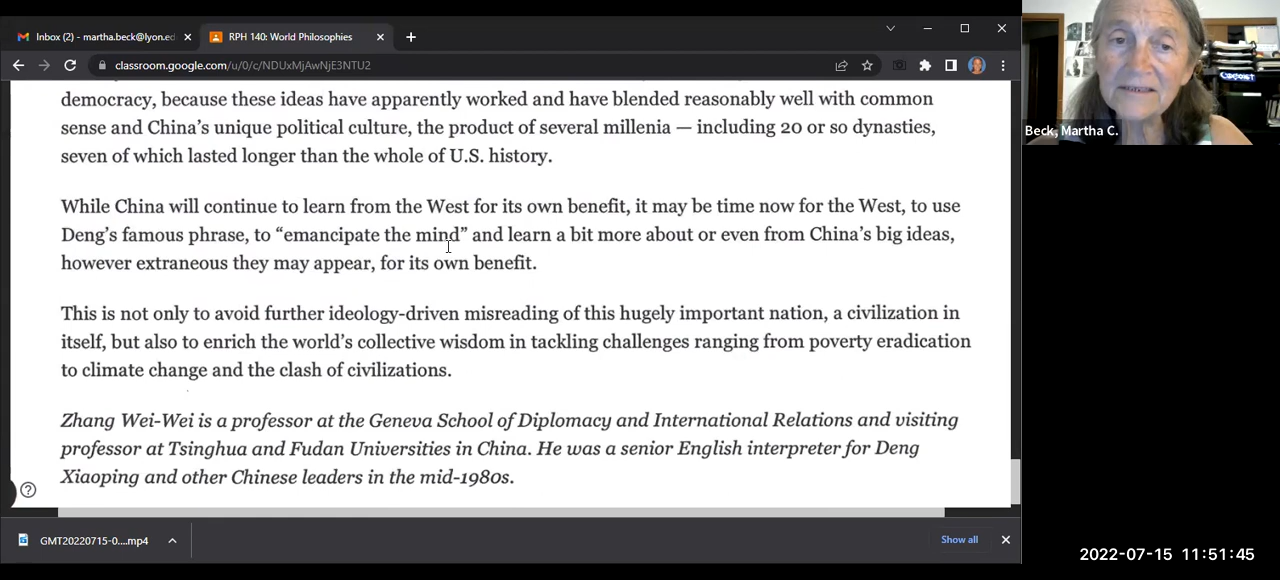 Inbox (2) - martha.beck@lyon.ed
RPH 140: World Philosophies
classroom.google.com/u/0/c/NDUxMjAwNjE3NTU2
democracy, because these ideas have apparently worked and have blended reasonably well with common
sense and China's unique political culture, the product of several millenia — including 20 or so dynasties,
seven of which lasted longer than the whole of U.S. history.
While China will continue to learn from the West for its own benefit, it may be time now for the West, to use
Deng's famous phrase, to “emancipate the mind” and learn a bit more about or even from China's big ideas,
however extraneous they may appear, for its own benefit.
This is not only to avoid further ideology-driven misreading of this hugely important nation, a civilization in
itself, but also to enrich the world's collective wisdom in tackling challenges ranging from poverty eradication
to climate change and the clash of civilizations.
Zhang Wei-Wei is a professor at the Geneva School of Diplomacy and International Relations and visiting
professor at Tsinghua and Fudan Universities in China. He was a senior English interpreter for Deng
Xiaoping and other Chinese leaders in the mid-1980s.
GMT20220715-0....mp4
Show all
Beck, Martha C.
2022-07-15 11:51:45